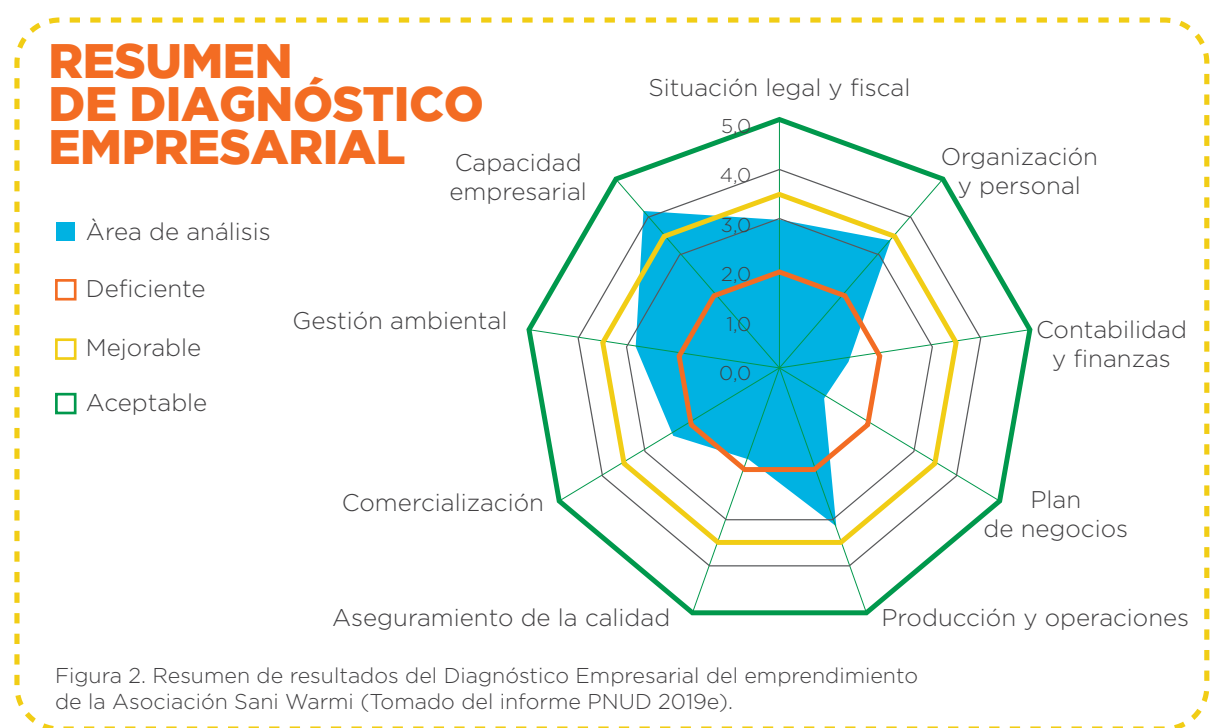 RESUMEN
DE DIAGNÓSTICO
EMPRESARIAL
Àrea de análisis
Deficiente
Mejorable
Aceptable
Situación legal y fiscal
Organización
y personal
Contabilidad
y finanzas
Plan
de negocios
Producción y operaciones
Aseguramiento de la calidad
Comercialización
Gestión ambiental
Capacidad
empresarial
5,0
4,0
3,0
2,0
1,0
0,0
Figura 2. Resumen de resultados del Diagnóstico Empresarial del emprendimiento
de la Asociación Sani Warmi (Tomado del informe PNUD 2019e).